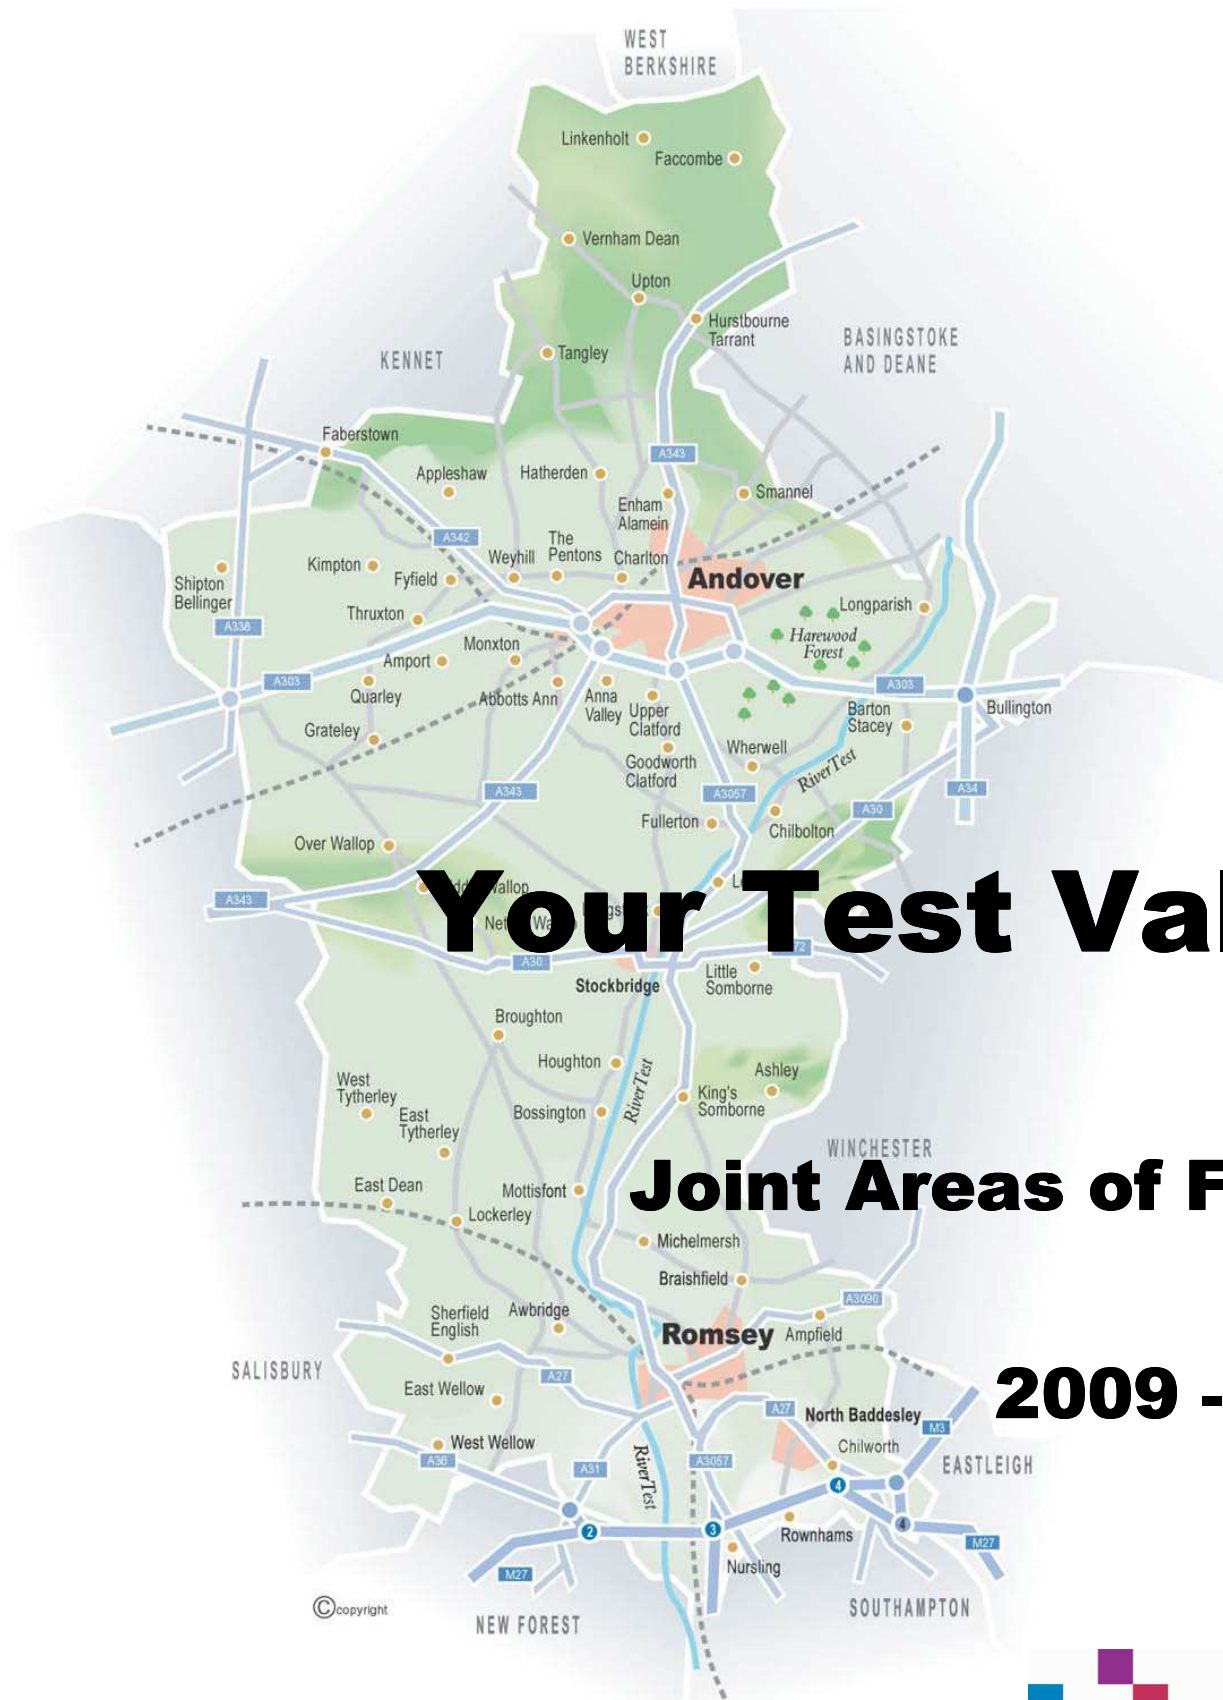 WEST
BERKSHIRE
Linkenholt
Faccombe
Vernham Dean
Upton
Hurstbourne
Tarrant
BASINGSTOKE
AND DEANE
KENNET
Tangley
Faberstown
A343
Appleshaw
Hatherden
Smannel
Enham
Alamein
A342
The
Pentons
Weyhill
Charlton
Kimpton
Fyfield
Andover
Shipton
Bellinger
Longparish
Thruxton
A338
Harewood
Forest
Monxton
Amport
A303
Quarley
Abbotts Ann
Anna
Valley
Upper
Clatford
A303
Bullington
Barton
Stacey
Grateley
Wherwell
Goodworth
Clatford
River Test
A343
A3057
A34
A30
Fullerton
Chilbolton
Over Wallop
A343
Your Test Val
A30
Stockbridge
Little
Somborne
Broughton
Houghton
River Test
Ashley
West
Tytherley
King's
Somborne
East
Tytherley
Bossington
WINCHESTER
Joint Areas of F
East Dean
Mottisfont
Lockerley
Michelmersh
Braishfield
A3090
Sherfield
English
Awbridge
Romsey
Ampfield
SALISBURY
A27
East Wellow
2009 -
A27
North Baddesley
M3
West Wellow
Chilworth
A36
A31
River Test
A3057
EASTLEIGH
4
2
3
4
Rownhams
M27
Nursling
M27
copyright
NEW FOREST
SOUTHAMPTON